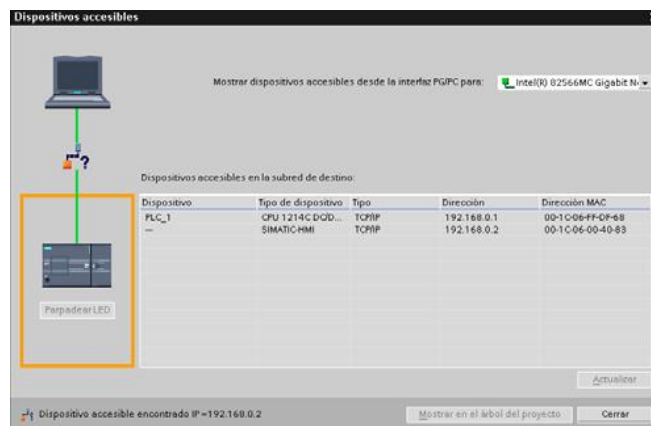 Dispositivos accesibles
Mostrar dispositivos accesibles desde la interfaz PG/PC para:
Intel(R) 82566MC Gigabit N
Dispositivos accesibles en la subred de destino:
Dispositivo Tipo de dispositivo Tipo Dirección Dirección MAC
PLC_1 CPU 1214C DC/D... TCP/IP 192.168.0.1 00-1C-06-FF-DF-68
— SIMATIC-HMI TCP/IP 192.168.0.2 00-1C-06-00-40-83
Parpadear LED
Actualizar
Dispositivo accesible encontrado IP=192.168.0.2
Mostrar en el árbol del proyecto
Cerrar